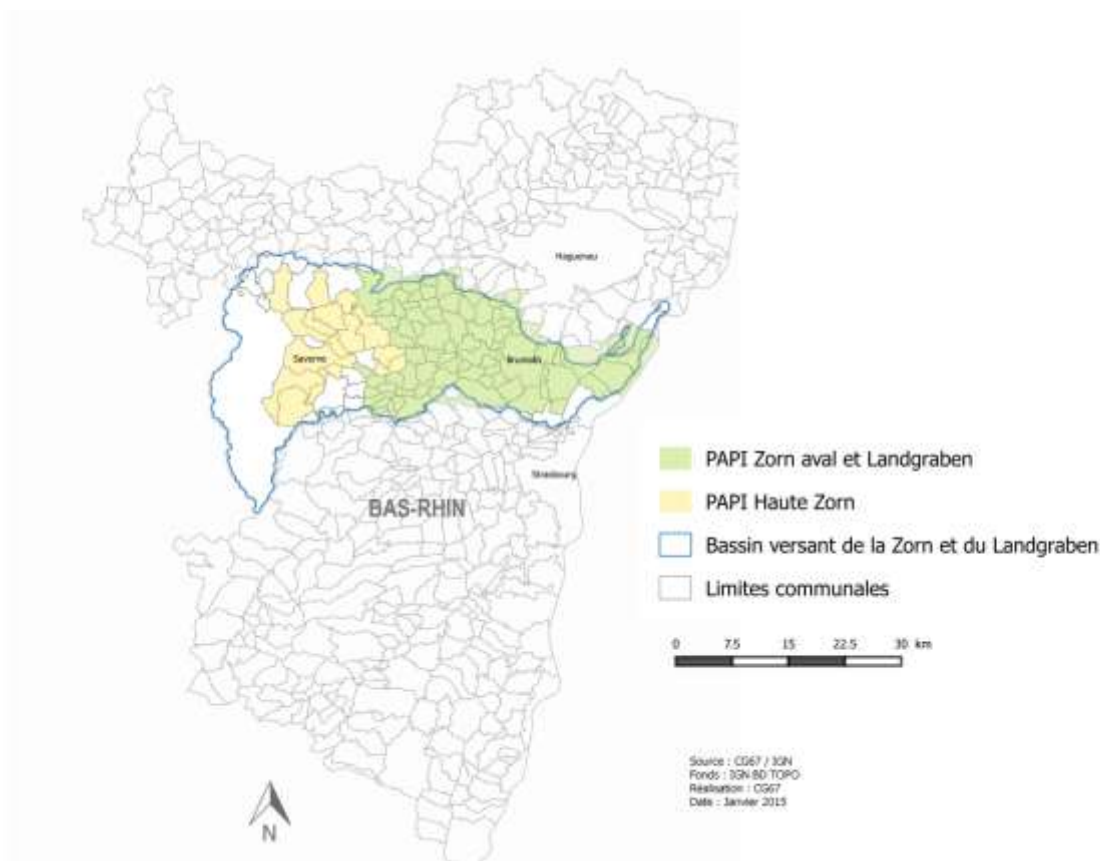 Haguenau
Saverne
Brumath
Strasbourg
BAS-RHIN
PAPI Zorn aval et Landgraben
PAPI Haute Zorn
Bassin versant de la Zorn et du Landgraben
Limites communales
0 7.5 15 22.5 30 km
Source : CG67 / IGN
Fonds : IGN BD TOPO
Réalisation : CG67
Date : Janvier 2015
N